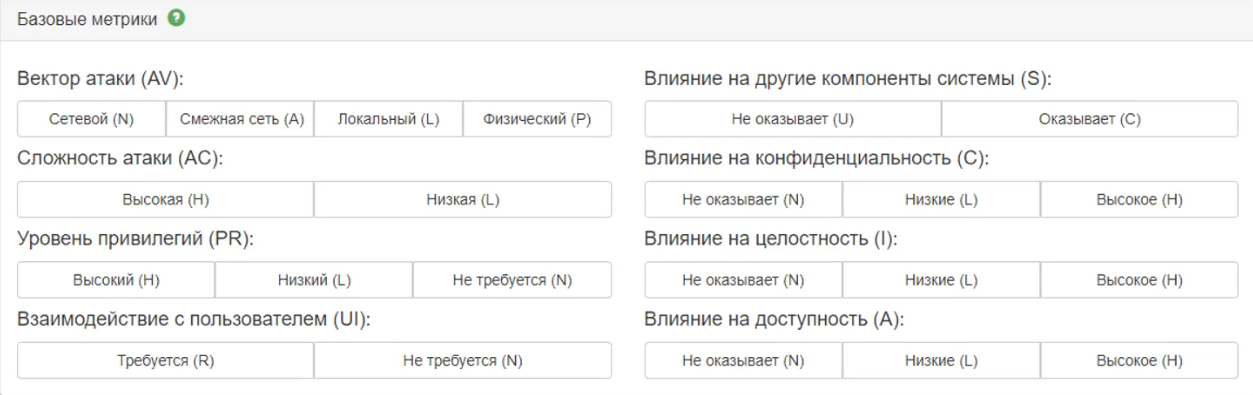 Базовые метрики ?
Вектор атаки (AV):
Сетевой (N) Смежная сеть (A) Локальный (L) Физический (P)
Сложность атаки (AC):
Высокая (H) Низкая (L)
Уровень привилегий (PR):
Высокий (H) Низкий (L) Не требуется (N)
Взаимодействие с пользователем (UI):
Требуется (R) Не требуется (N)
Влияние на другие компоненты системы (S):
Не оказывает (U) Оказывает (C)
Влияние на конфиденциальность (C):
Не оказывает (N) Низкие (L) Высокое (H)
Влияние на целостность (I):
Не оказывает (N) Низкие (L) Высокое (H)
Влияние на доступность (A):
Не оказывает (N) Низкие (L) Высокое (H)